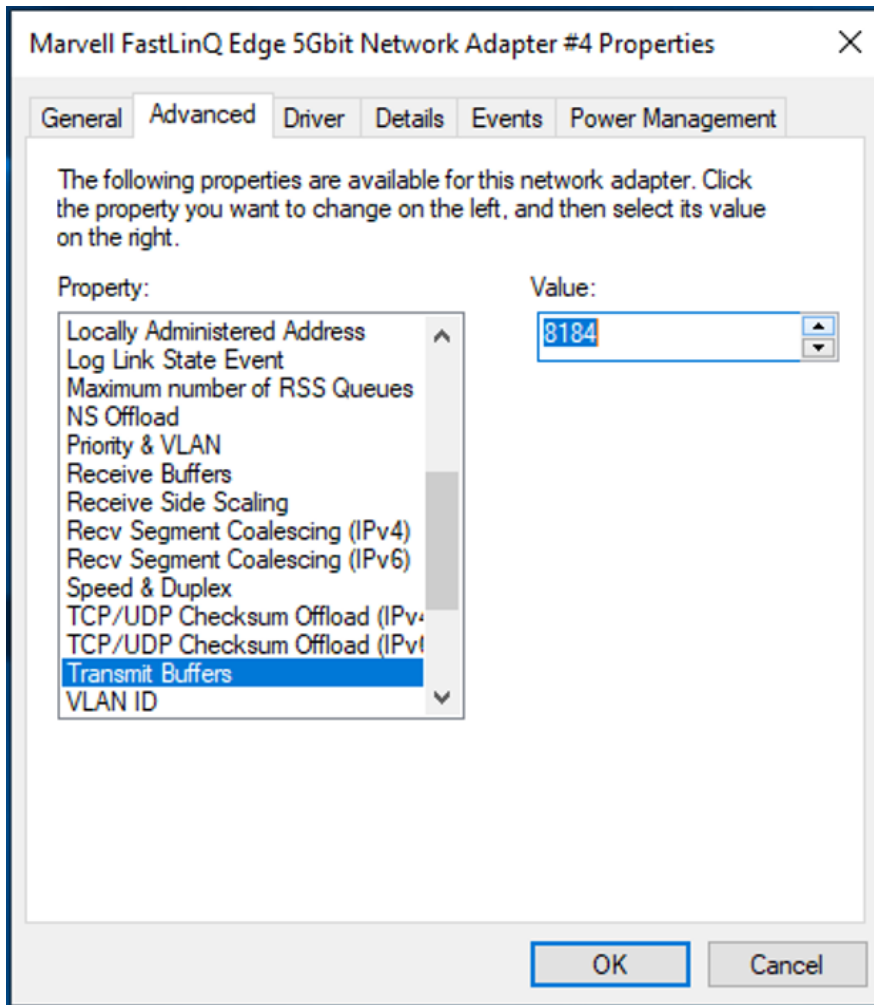 Marvell FastLinQ Edge 5Gbit Network Adapter #4 Properties
General Advanced Driver Details Events Power Management
The following properties are available for this network adapter. Click
the property you want to change on the left, and then select its value
on the right.
Property:
Value:
Locally Administered Address
Log Link State Event
Maximum number of RSS Queues
NS Offload
Priority & VLAN
Receive Buffers
Receive Side Scaling
Recv Segment Coalescing (IPv4)
Recv Segment Coalescing (IPv6)
Speed & Duplex
TCP/UDP Checksum Offload (IPv4
TCP/UDP Checksum Offload (IPv6
Transmit Buffers
VLAN ID
8184
OK Cancel